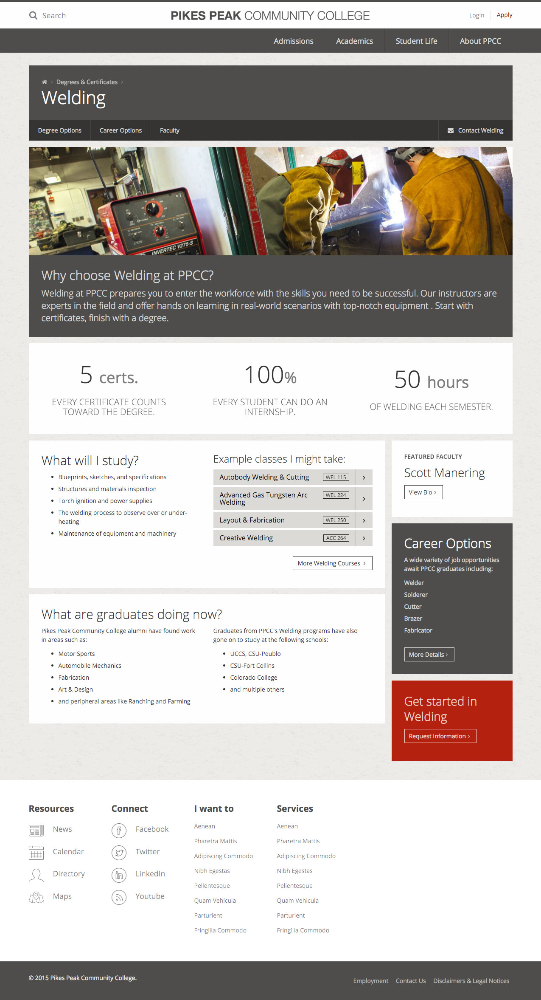 Search
PIKES PEAK COMMUNITY COLLEGE
Login
Apply
Admissions
Academics
Student Life
About PPCC
Degrees & Certificates
Welding
Degree Options
Career Options
Faculty
Contact Welding
INVERTEC V275-S
Why choose Welding at PPCC?
Welding at PPCC prepares you to enter the workforce with the skills you need to be successful. Our instructors are
experts in the field and offer hands on learning in real-world scenarios with top-notch equipment . Start with
certificates, finish with a degree.
5 certs.
EVERY CERTIFICATE COUNTS
TOWARD THE DEGREE.
100%
EVERY STUDENT CAN DO AN
INTERNSHIP.
50 hours
OF WELDING EACH SEMESTER.
What will I study?
Blueprints, sketches, and specifications
Structures and materials inspection
Torch ignition and power supplies
The welding process to observe over or under-
heating
Maintenance of equipment and machinery
Example classes I might take:
Autobody Welding & Cutting WEL 115
Advanced Gas Tungsten Arc WEL 224
Welding
Layout & Fabrication WEL 250
Creative Welding ACC 264
More Welding Courses
FEATURED FACULTY
Scott Manering
View Bio
Career Options
A wide variety of job opportunities
await PPCC graduates including:
Welder
Solderer
Cutter
Brazer
Fabricator
More Details
What are graduates doing now?
Pikes Peak Community College alumni have found work
in areas such as:
Motor Sports
Automobile Mechanics
Fabrication
Art & Design
and peripheral areas like Ranching and Farming
Graduates from PPCC's Welding programs have also
gone on to study at the following schools:
UCCS, CSU-Peublo
CSU-Fort Collins
Colorado College
and multiple others
Get started in
Welding
Request Information
Resources
News
Calendar
Directory
Maps
Connect
Facebook
Twitter
LinkedIn
Youtube
I want to
Aenean
Pharetra Mattis
Adipiscing Commodo
Nibh Egestas
Pellentesque
Quam Vehicula
Parturient
Fringilla Commodo
Services
Aenean
Pharetra Mattis
Adipiscing Commodo
Nibh Egestas
Pellentesque
Quam Vehicula
Parturient
Fringilla Commodo
© 2015 Pikes Peak Community College.
Employment
Contact Us
Disclaimers & Legal Notices